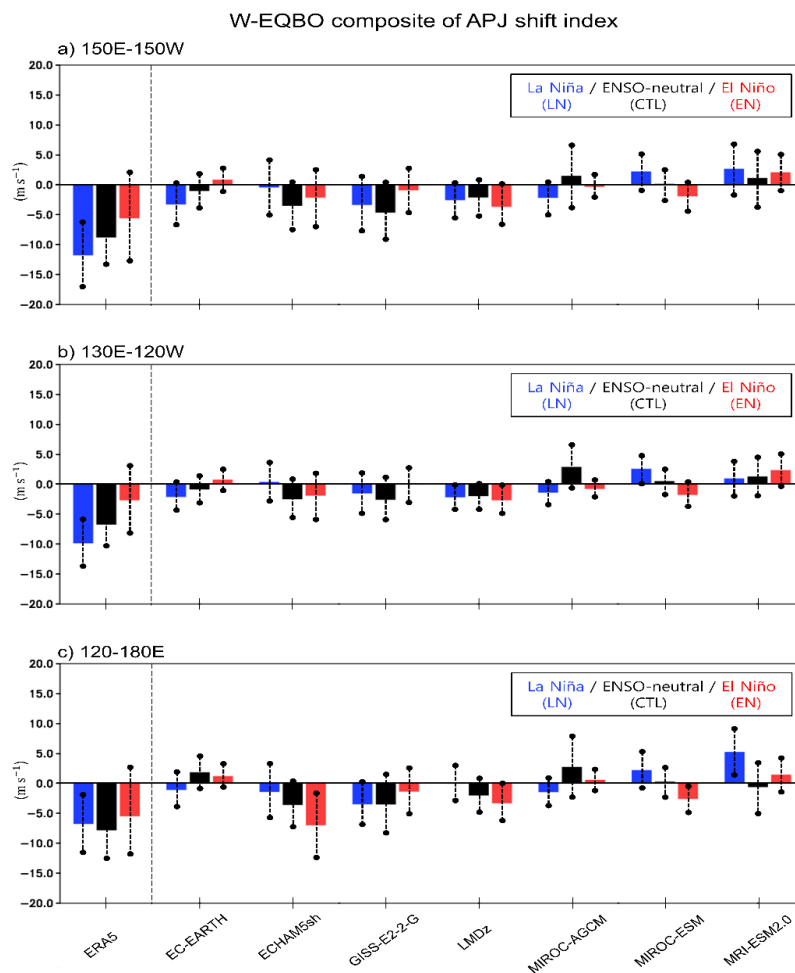 W-EQBO composite of APJ shift index
a) 150E-150W
20.0
15.0
10.0
5.0
0.0
−5.0
−10.0
−15.0
−20.0
(m s⁻¹)
La Niña / ENSO-neutral / El Niño
(LN) (CTL) (EN)
b) 130E-120W
20.0
15.0
10.0
5.0
0.0
−5.0
−10.0
−15.0
−20.0
(m s⁻¹)
La Niña / ENSO-neutral / El Niño
(LN) (CTL) (EN)
c) 120-180E
20.0
15.0
10.0
5.0
0.0
−5.0
−10.0
−15.0
−20.0
(m s⁻¹)
La Niña / ENSO-neutral / El Niño
(LN) (CTL) (EN)
ERA5
EC-EARTH
ECHAM5sh
GISS-E2-2-G
LMDz
MIROC-AGCM
MIROC-ESM
MRI-ESM2.0